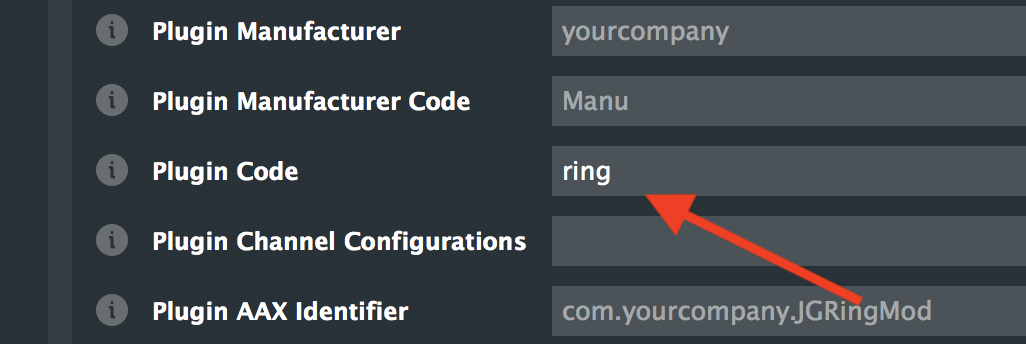 Plugin Manufacturer yourcompany
Plugin Manufacturer Code Manu
Plugin Code ring
Plugin Channel Configurations
Plugin AAX Identifier com.yourcompany.JGRingMod